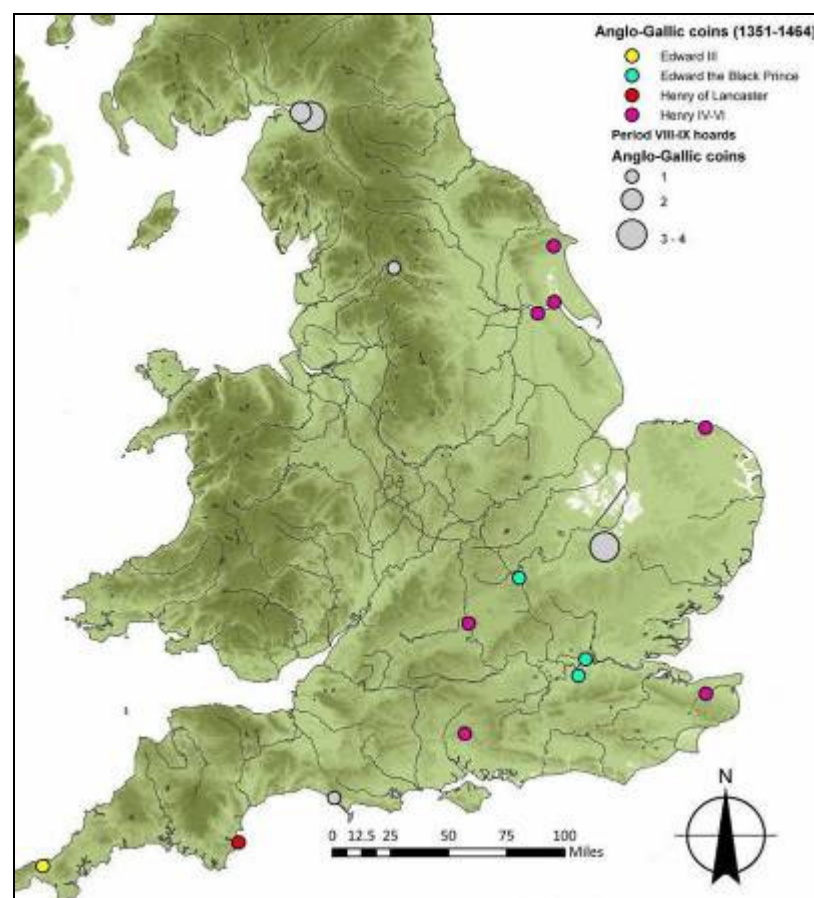 Anglo-Gallic coins (1351-1464)
Edward III
Edward the Black Prince
Henry of Lancaster
Henry IV-VI
Period VIII-IX hoards
Anglo-Gallic coins
1
2
3 - 4
N
0 12.5 25 50 75 100
Miles